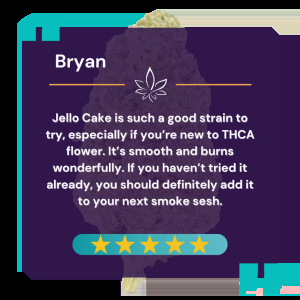 Bryan
Jello Cake is such a good strain to
try, especially if you're new to THCA
flower. It's smooth and burns
wonderfully. If you haven't tried it
already, you should definitely add it
to your next smoke sesh.